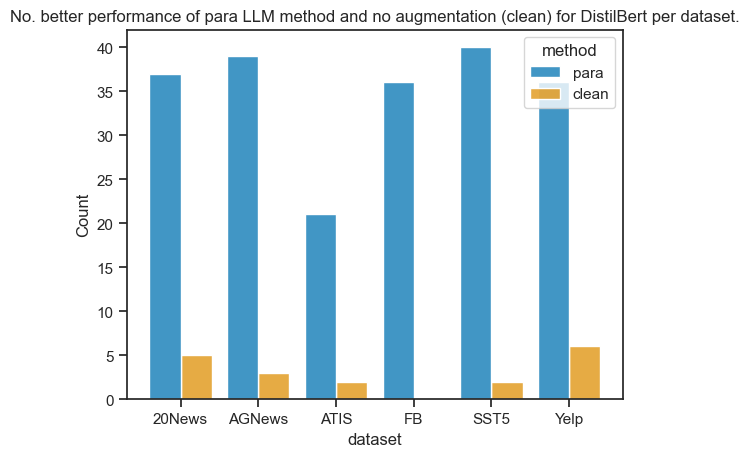 No. better performance of para LLM method and no augmentation (clean) for DistilBert per dataset.
method
para
clean
Count
40
35
30
25
20
15
10
5
0
20News AGNews ATIS FB SST5 Yelp
dataset